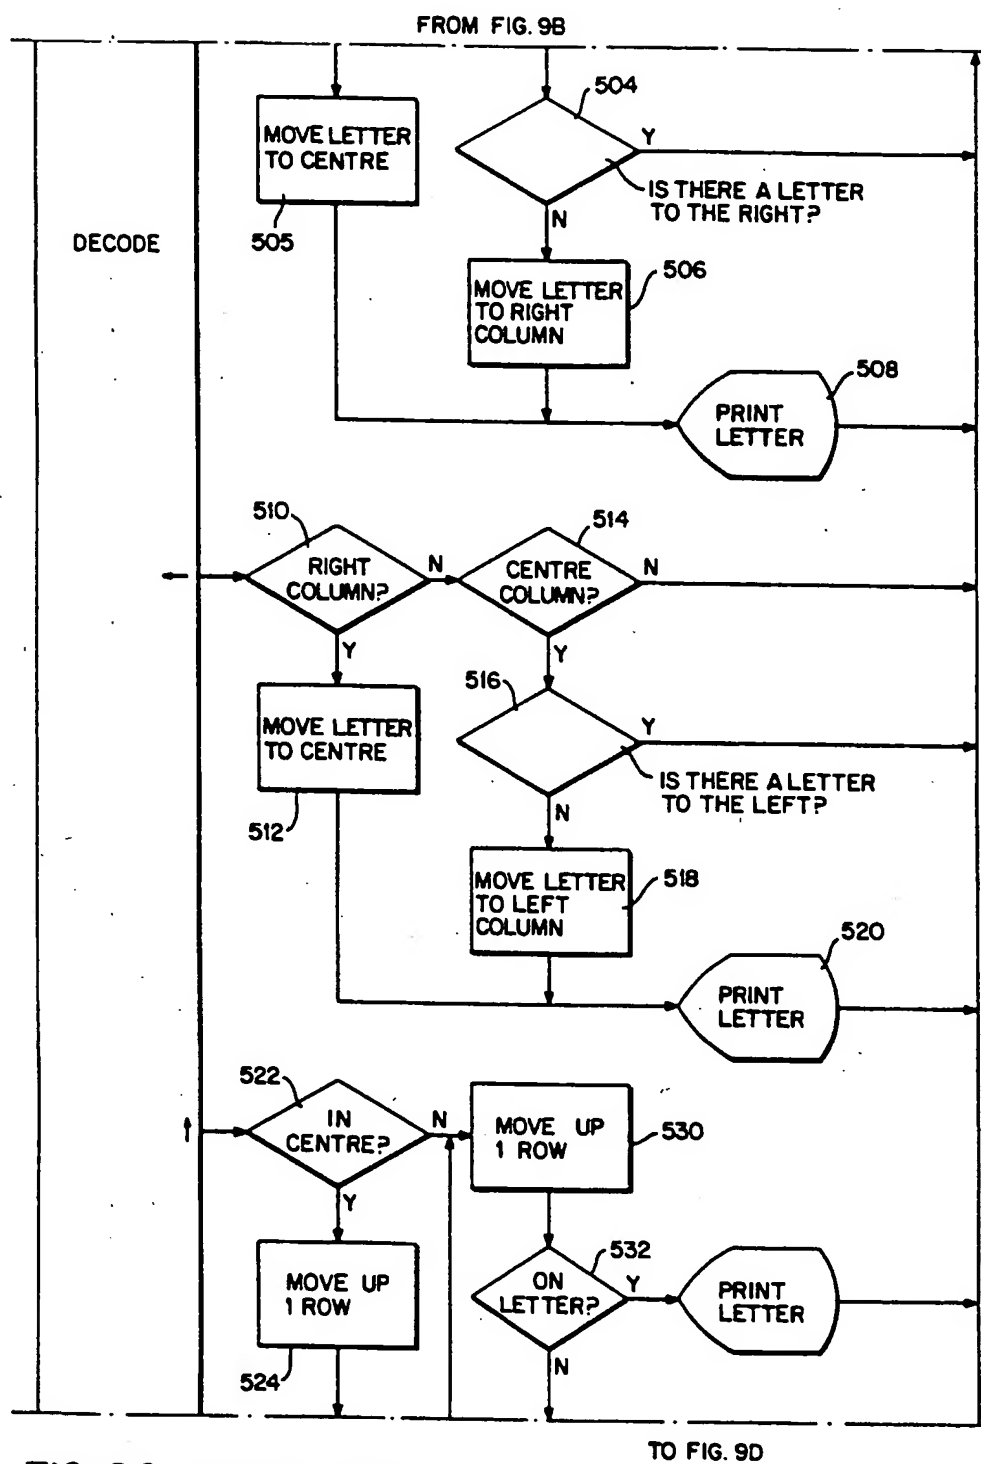 FROM FIG. 9B
504
MOVE LETTER
TO CENTRE
Y
IS THERE A LETTER
TO THE RIGHT?
505
N
DECODE
506
MOVE LETTER
TO RIGHT
COLUMN
508
PRINT
LETTER
510
514
RIGHT
COLUMN?
N
CENTRE
COLUMN?
N
Y
Y
516
MOVE LETTER
TO CENTRE
Y
IS THERE A LETTER
TO THE LEFT?
512
N
MOVE LETTER
TO LEFT
COLUMN
518
520
PRINT
LETTER
522
IN
CENTRE?
N
MOVE UP
1 ROW
530
Y
532
MOVE UP
1 ROW
ON
LETTER?
Y
PRINT
LETTER
524
N
TO FIG. 9D